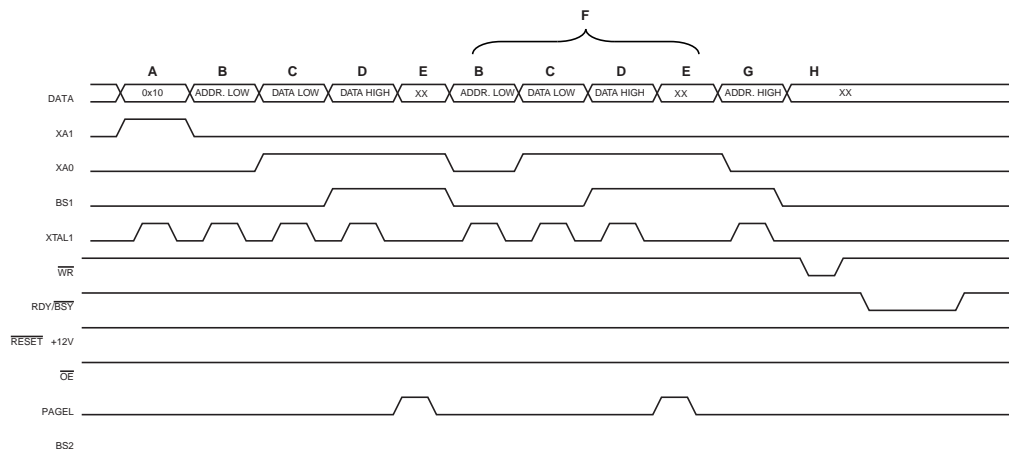 F
A B C D E B C D E G H
DATA 0x10 ADDR. LOW DATA LOW DATA HIGH XX ADDR. LOW DATA LOW DATA HIGH XX ADDR. HIGH XX
XA1
XA0
BS1
XTAL1
WR
RDY/BSY
RESET +12V
OE
PAGEL
BS2